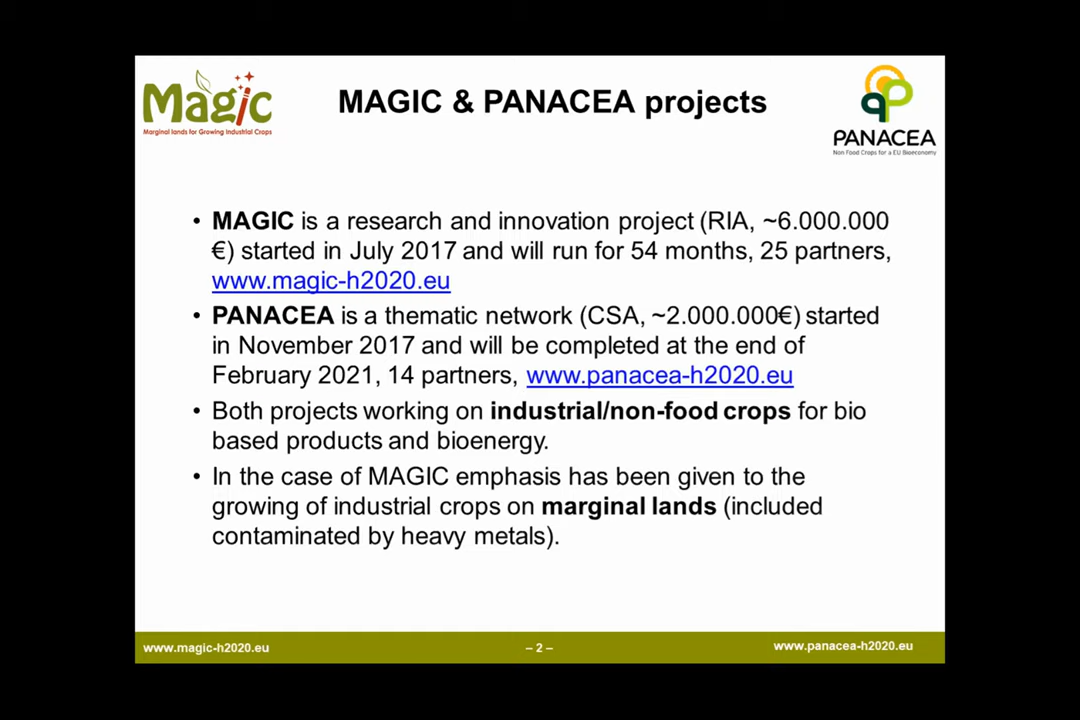 Magic
Marginal lands for Growing Industrial Crops
MAGIC & PANACEA projects
PANACEA
Non Food Crops for a EU Bioeconomy
• MAGIC is a research and innovation project (RIA, ~6.000.000
€) started in July 2017 and will run for 54 months, 25 partners,
www.magic-h2020.eu
• PANACEA is a thematic network (CSA, ~2.000.000€) started
in November 2017 and will be completed at the end of
February 2021, 14 partners, www.panacea-h2020.eu
• Both projects working on industrial/non-food crops for bio
based products and bioenergy.
• In the case of MAGIC emphasis has been given to the
growing of industrial crops on marginal lands (included
contaminated by heavy metals).
www.magic-h2020.eu
– 2 –
www.panacea-h2020.eu